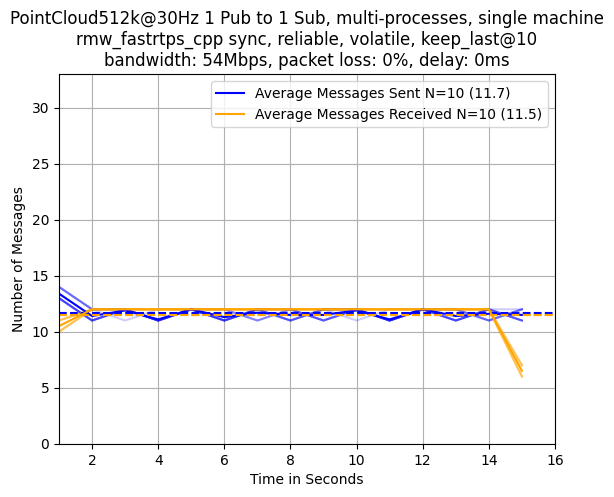 PointCloud512k@30Hz 1 Pub to 1 Sub, multi-processes, single machine
rmw_fastrtps_cpp sync, reliable, volatile, keep_last@10
bandwidth: 54Mbps, packet loss: 0%, delay: 0ms
Average Messages Sent N=10 (11.7)
Average Messages Received N=10 (11.5)
Number of Messages
30
25
20
15
10
5
0
2 4 6 8 10 12 14 16
Time in Seconds